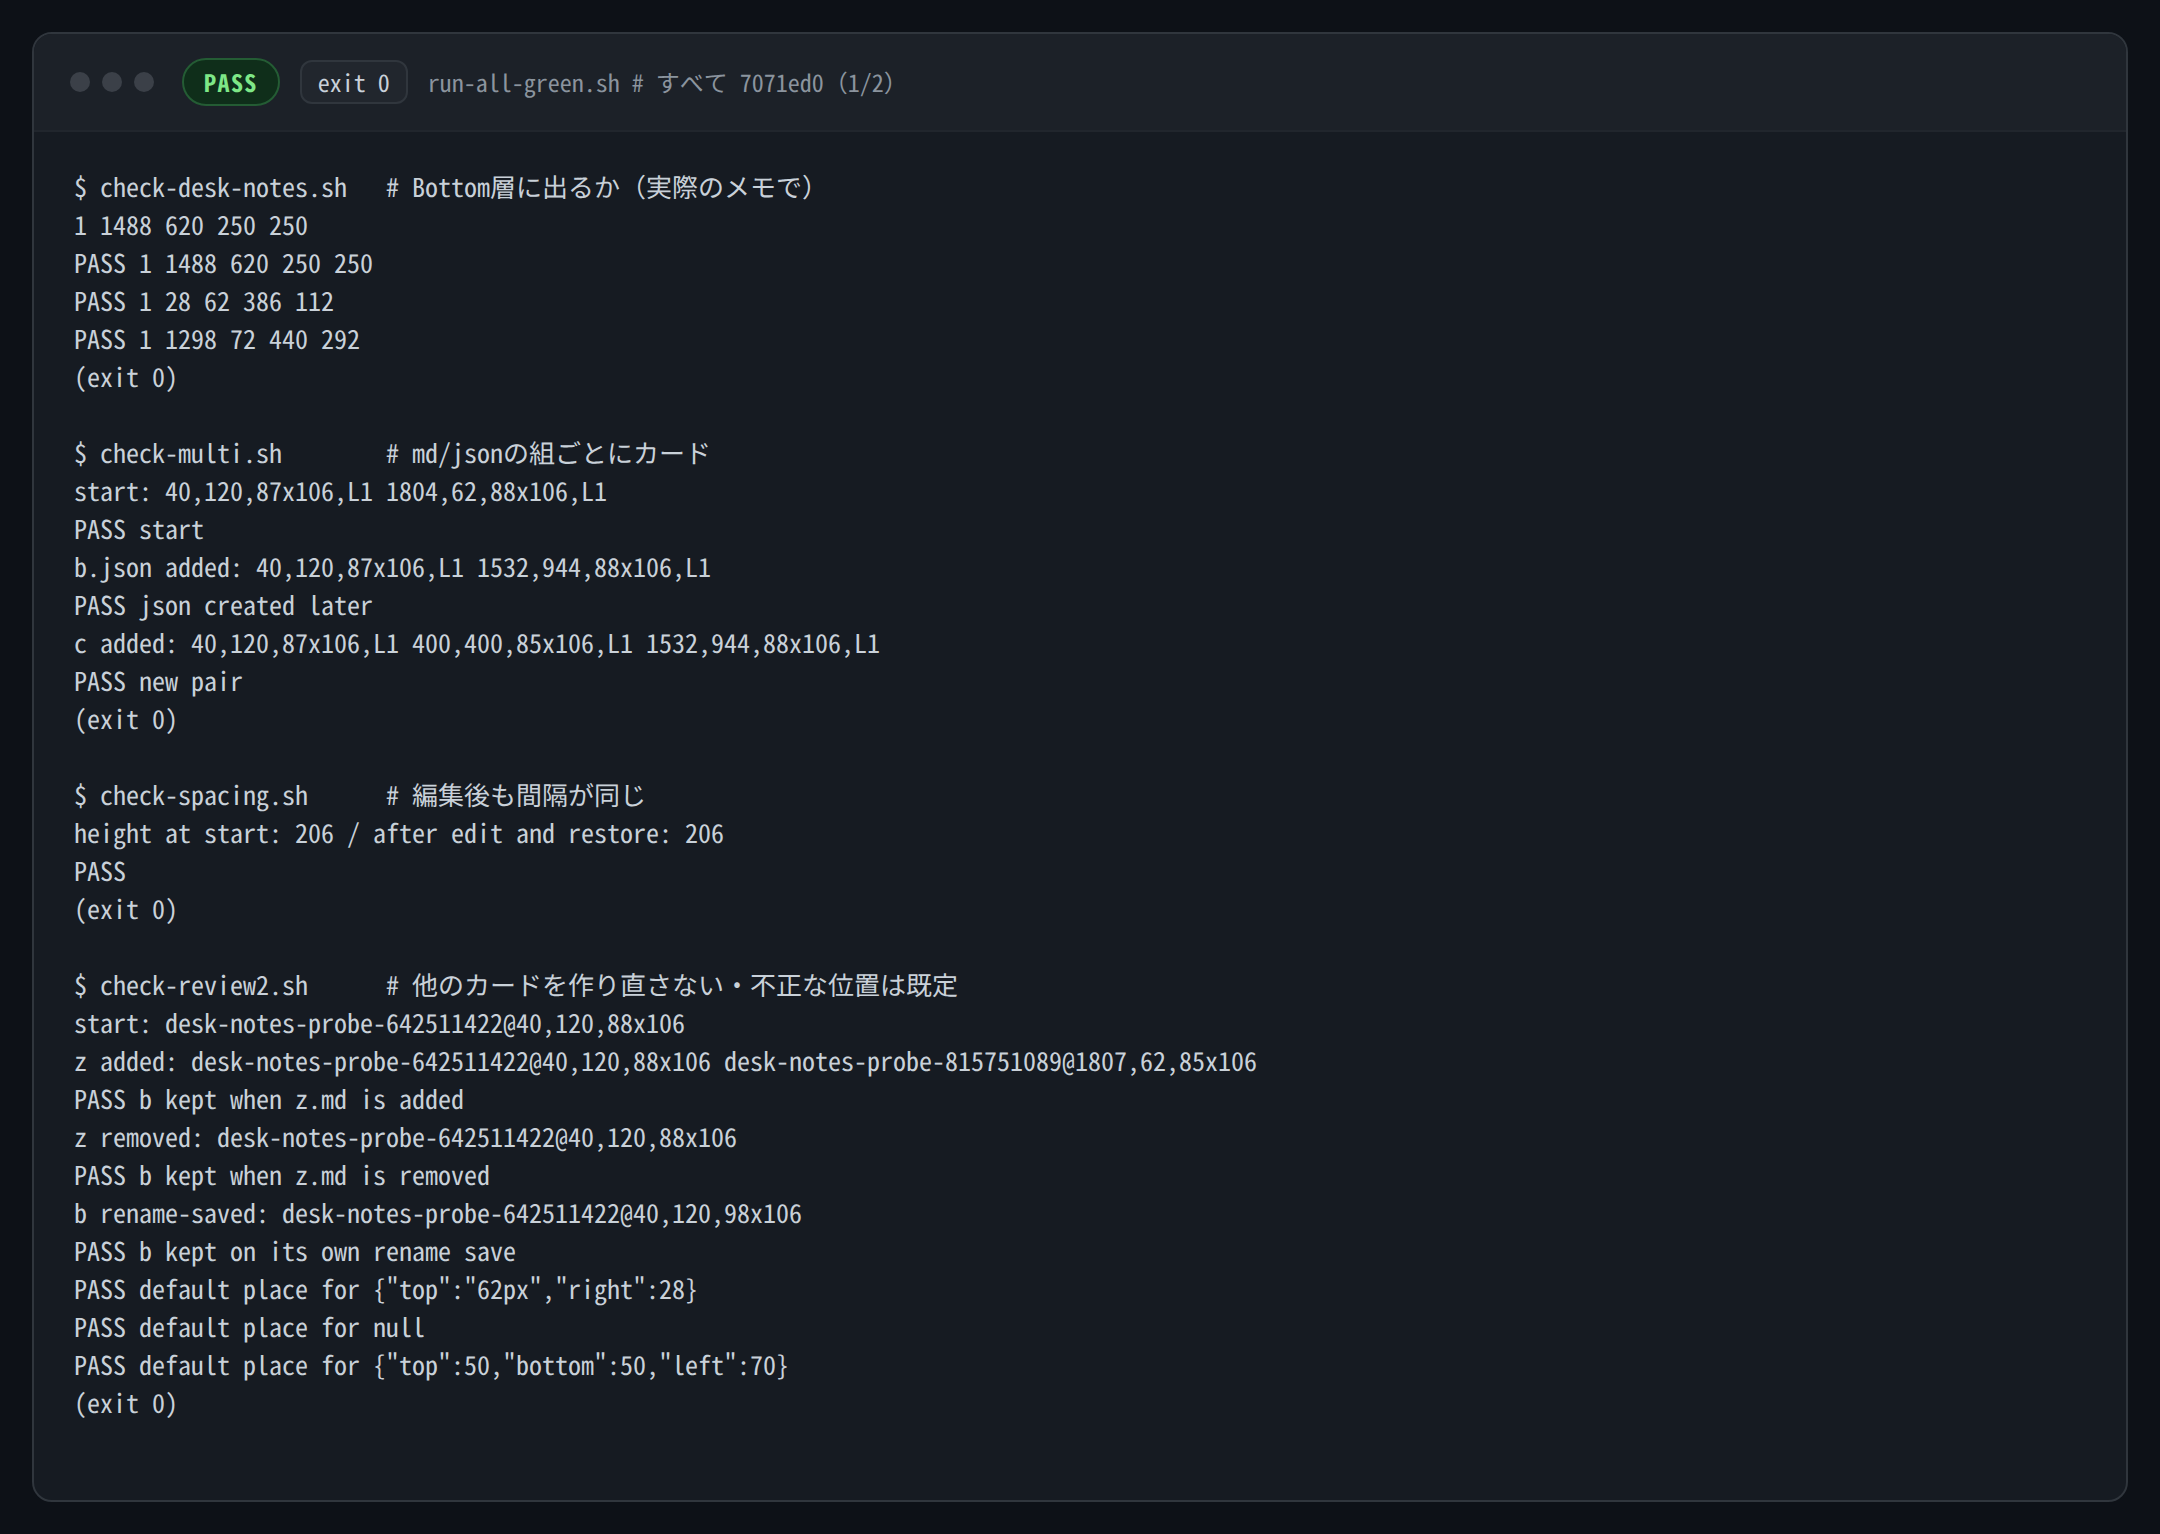 PASS exit 0 run-all-green.sh # すべて 7071ed0 (1/2)
$ check-desk-notes.sh   # Bottom層に出るか（実際のメモで）
1 1488 620 250 250
PASS 1 1488 620 250 250
PASS 1 28 62 386 112
PASS 1 1298 72 440 292
(exit 0)
$ check-multi.sh        # md/jsonの組ごとにカード
start: 40,120,87x106,L1 1804,62,88x106,L1
PASS start
b.json added: 40,120,87x106,L1 1532,944,88x106,L1
PASS json created later
c added: 40,120,87x106,L1 400,400,85x106,L1 1532,944,88x106,L1
PASS new pair
(exit 0)
$ check-spacing.sh      # 編集後も間隔が同じ
height at start: 206 / after edit and restore: 206
PASS
(exit 0)
$ check-review2.sh      # 他のカードを作り直さない・不正な位置は既定
start: desk-notes-probe-642511422@40,120,88x106
z added: desk-notes-probe-642511422@40,120,88x106 desk-notes-probe-815751089@1807,62,85x106
PASS b kept when z.md is added
z removed: desk-notes-probe-642511422@40,120,88x106
PASS b kept when z.md is removed
b rename-saved: desk-notes-probe-642511422@40,120,98x106
PASS b kept on its own rename save
PASS default place for {"top":"62px","right":28}
PASS default place for null
PASS default place for {"top":50,"bottom":50,"left":70}
(exit 0)